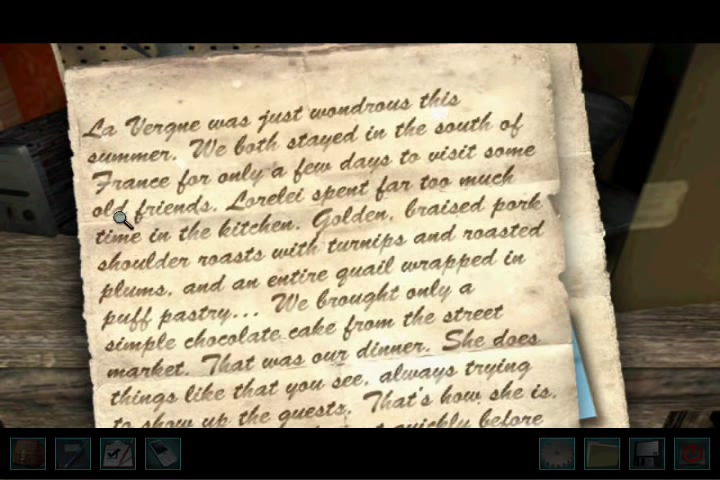 La Vergne was just wondrous this
summer. We both stayed in the south of
France for only a few days to visit some
old friends. Lorelei spent far too much
time in the kitchen. Golden, braised pork
shoulder roasts with turnips and roasted
plums, and an entire quail wrapped in
puff pastry... We brought only a
simple chocolate cake from the street
market. That was our dinner. She does
things like that you see, always trying
to show up the guests. That's how she is.
quickly before